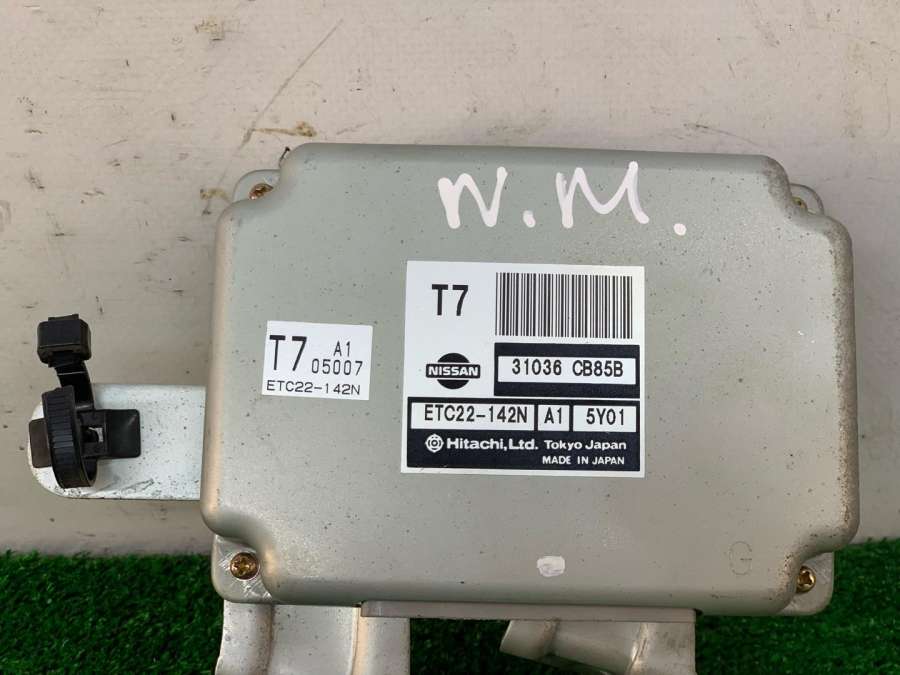 N.M.
T7
NISSAN
31036 CB85B
ETC22-142N A1 5Y01
Hitachi, Ltd. Tokyo Japan
MADE IN JAPAN
T7 A1
05007
ETC22-142N
G